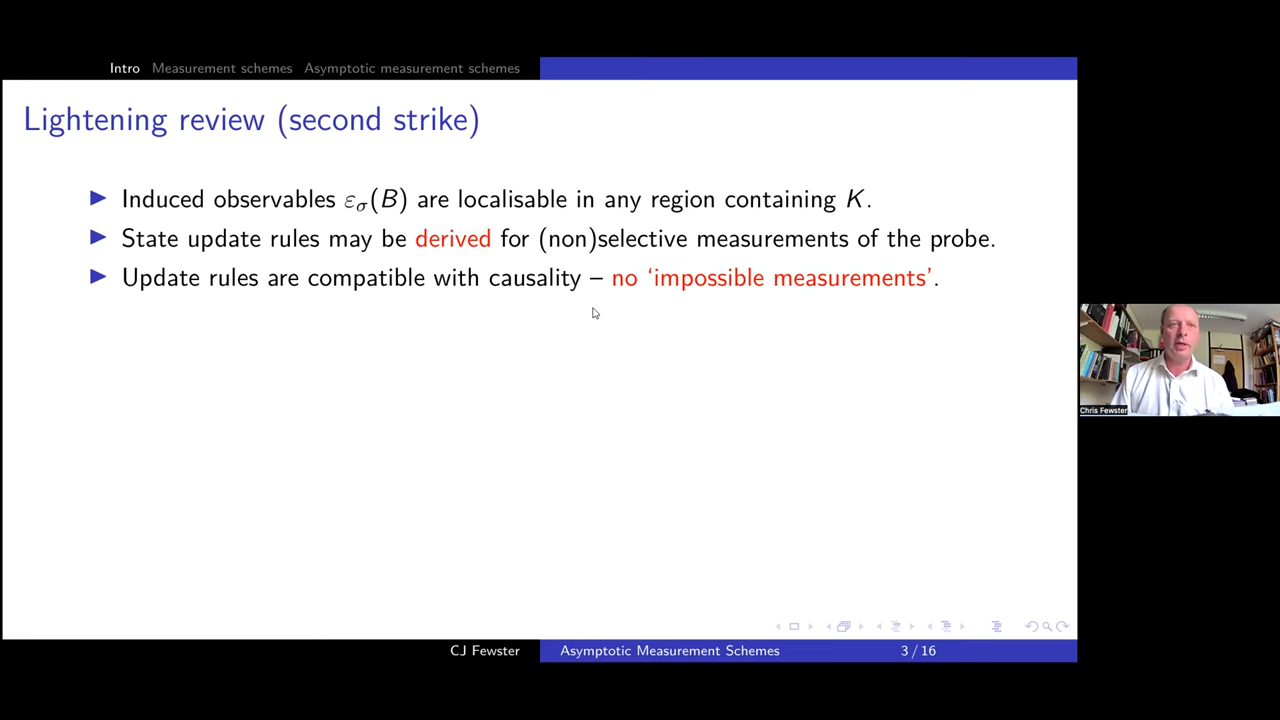 Intro Measurement schemes Asymptotic measurement schemes
Lightening review (second strike)
Induced observables εσ(B) are localisable in any region containing K.
State update rules may be derived for (non)selective measurements of the probe.
Update rules are compatible with causality – no ‘impossible measurements’.
Chris Fewster
CJ Fewster Asymptotic Measurement Schemes 3 / 16